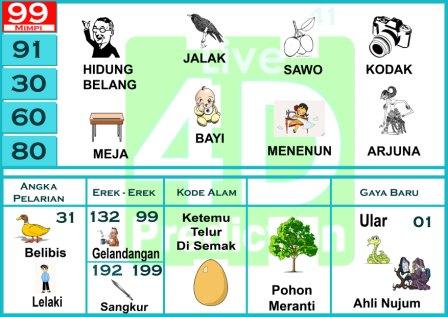 99
MIMPI
91
30
60
80
HIDUNG
BELANG
JALAK
SAWO
KODAK
MEJA
BAYI
MENENUN
ARJUNA
Live
4D
Prediction
ANGKA
PELARIAN
31
Belibis
Lelaki
EREK - EREK
132 99
Gelandangan
192 199
Sangkur
KODE ALAM
Ketemu
Telur
Di Semak
Pohon
Meranti
GAYA BARU
Ular 01
Ahli Nujum